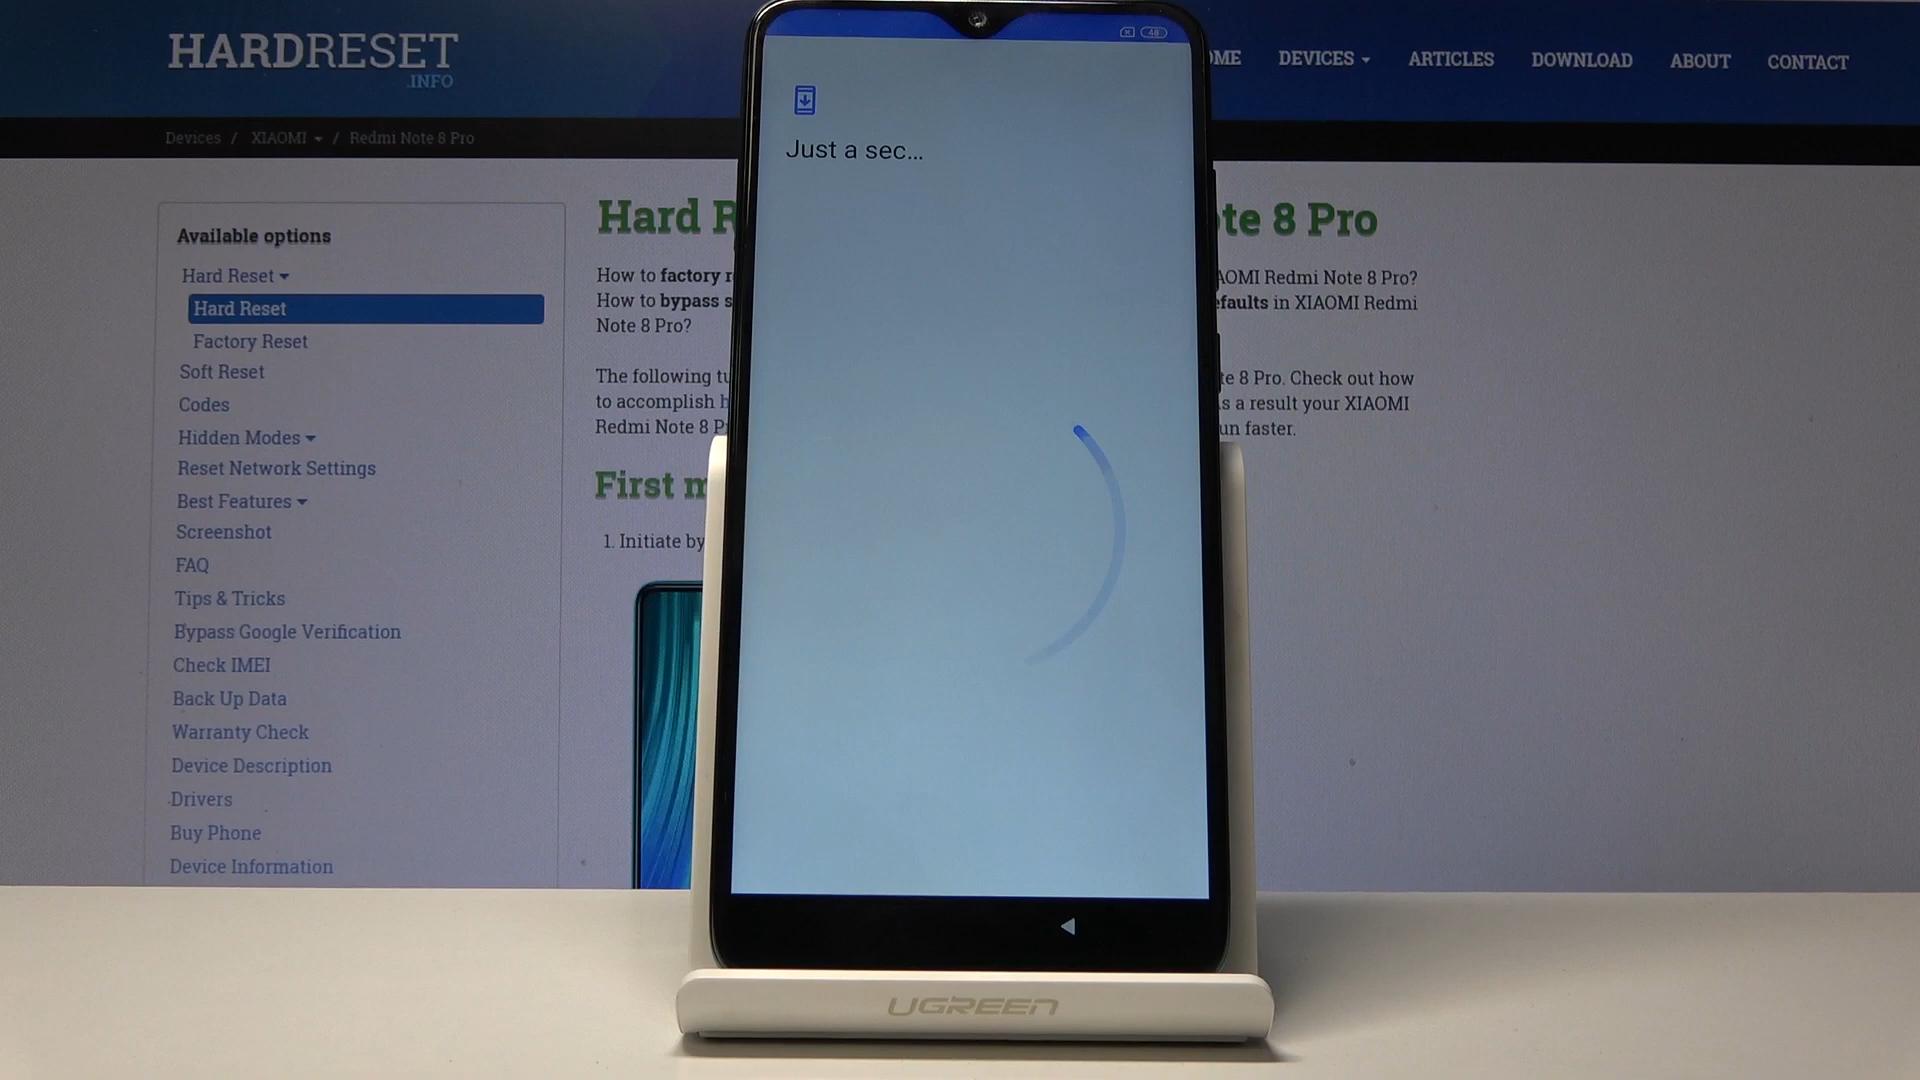 HARDRESET
.INFO
OME DEVICES ARTICLES DOWNLOAD ABOUT CONTACT
Devices / XIAOMI / Redmi Note 8 Pro
48
Just a sec...
Available options
Hard Reset
Hard Reset
Factory Reset
Soft Reset
Codes
Hidden Modes
Reset Network Settings
Best Features
Screenshot
FAQ
Tips & Tricks
Bypass Google Verification
Check IMEI
Back Up Data
Warranty Check
Device Description
Drivers
Buy Phone
Device Information
Hard R te 8 Pro
How to factory r AOMI Redmi Note 8 Pro?
How to bypass s efaults in XIAOMI Redmi
Note 8 Pro?
The following tu te 8 Pro. Check out how
to accomplish h s a result your XIAOMI
Redmi Note 8 P un faster.
First m
1. Initiate by
UGREEN